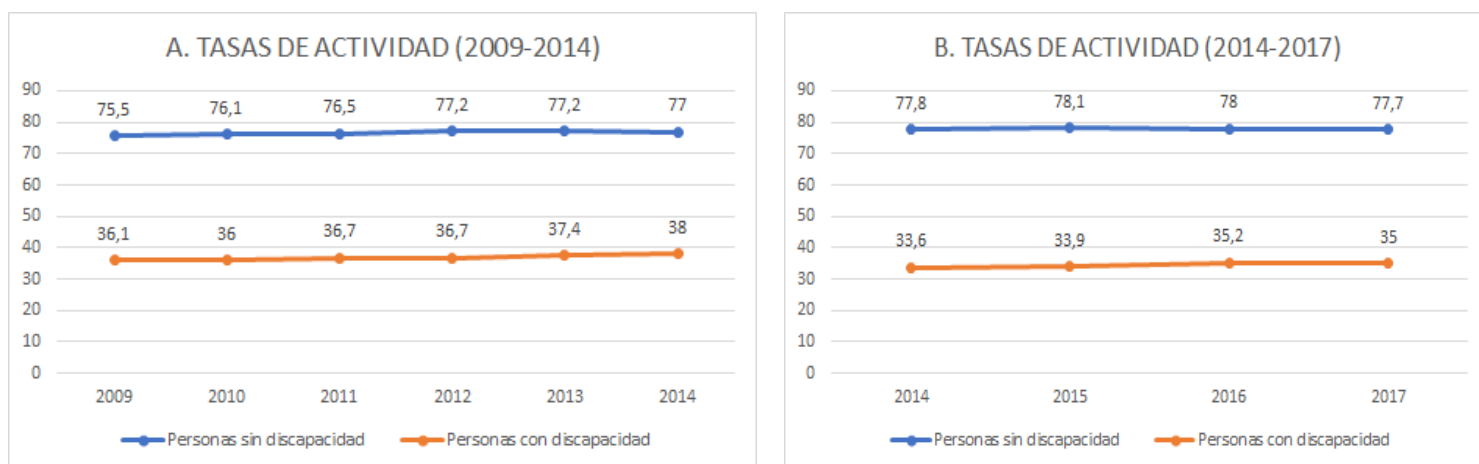 A. TASAS DE ACTIVIDAD (2009-2014)
90
80
70
60
50
40
30
20
10
0
75,5 76,1 76,5 77,2 77,2 77
36,1 36 36,7 36,7 37,4 38
2009 2010 2011 2012 2013 2014
Personas sin discapacidad Personas con discapacidad
B. TASAS DE ACTIVIDAD (2014-2017)
90
80
70
60
50
40
30
20
10
0
77,8 78,1 78 77,7
33,6 33,9 35,2 35
2014 2015 2016 2017
Personas sin discapacidad Personas con discapacidad